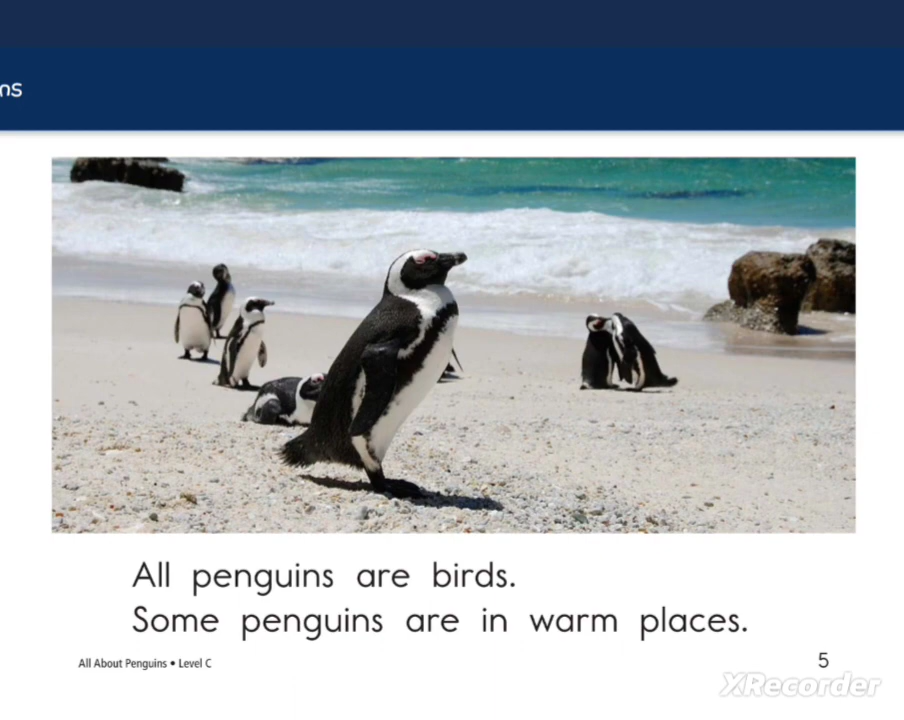 ns
All penguins are birds.
Some penguins are in warm places.
All About Penguins • Level C
5
XRecorder